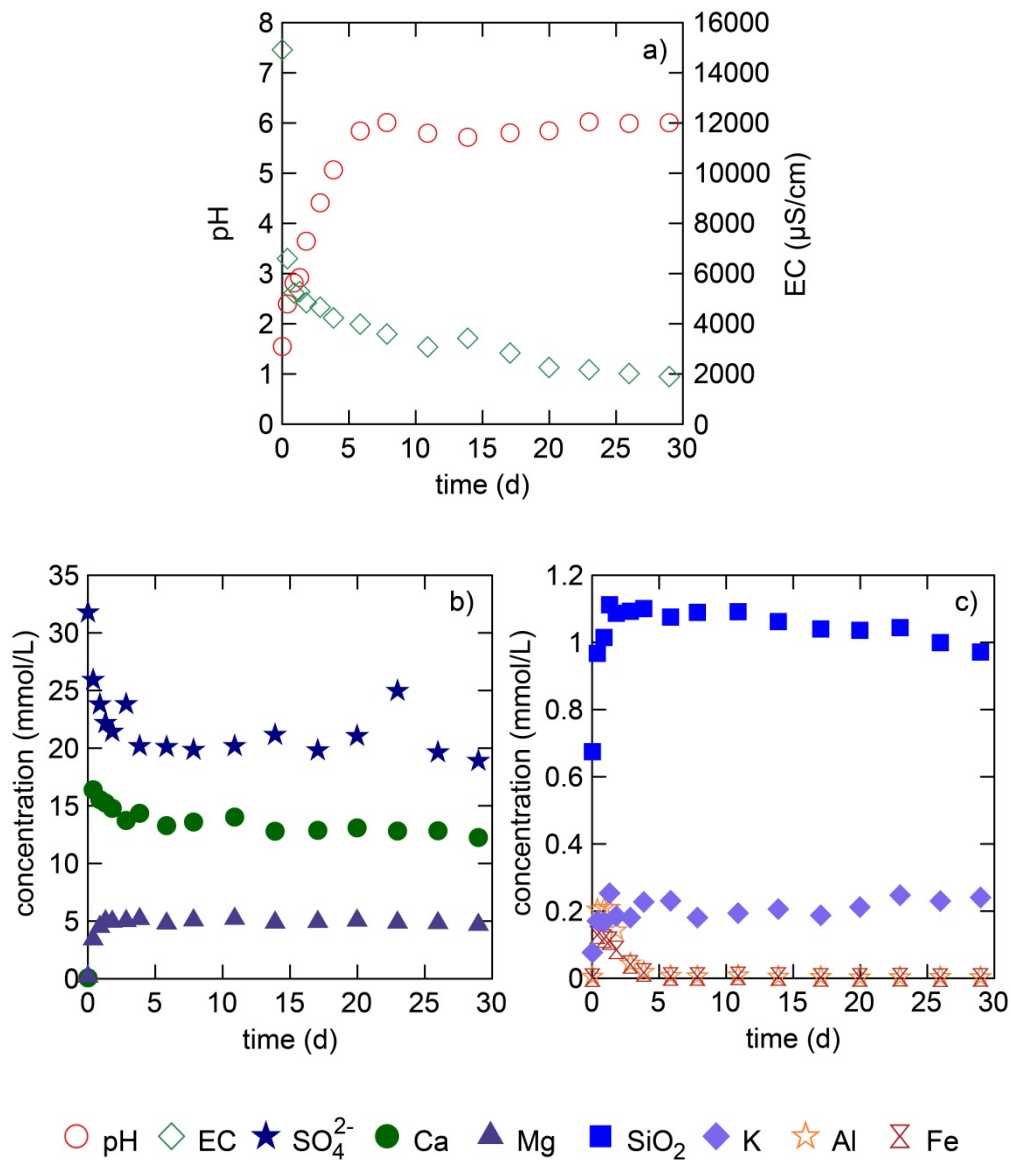 a)
pH
EC (µS/cm)
8
7
6
5
4
3
2
1
0
16000
14000
12000
10000
8000
6000
4000
2000
0
0 5 10 15 20 25 30
time (d)
b)
concentration (mmol/L)
35
30
25
20
15
10
5
0
0 5 10 15 20 25 30
time (d)
c)
concentration (mmol/L)
1.2
1
0.8
0.6
0.4
0.2
0
0 5 10 15 20 25 30
time (d)
pH EC SO₄²⁻ Ca Mg SiO₂ K Al Fe